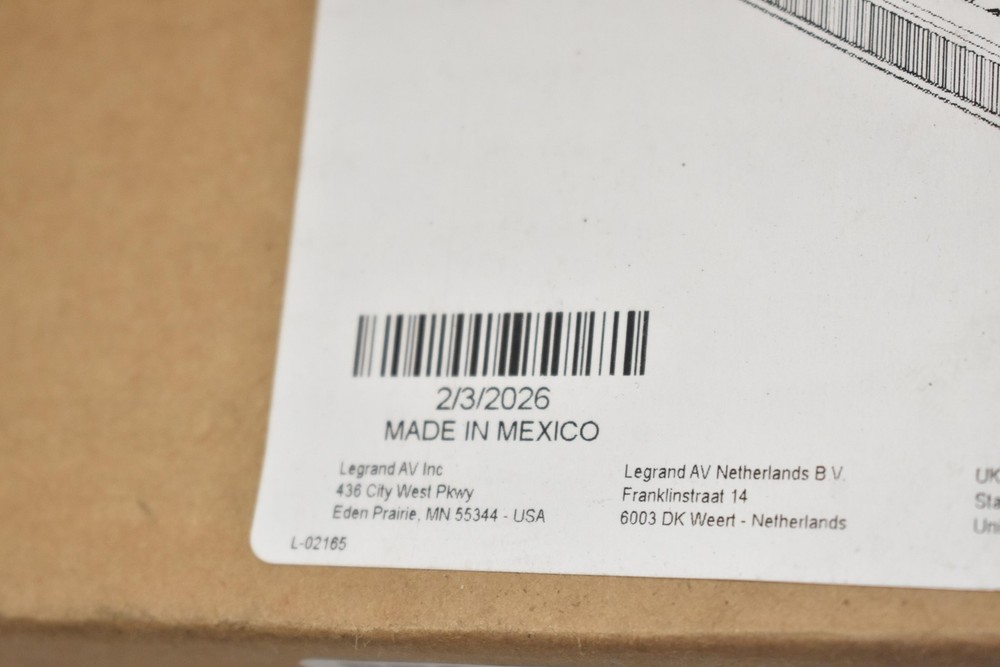 2/3/2026
MADE IN MEXICO
Legrand AV Inc
436 City West Pkwy
Eden Prairie, MN 55344 - USA
Legrand AV Netherlands B V.
Franklinstraat 14
6003 DK Weert - Netherlands
UK
L-02165